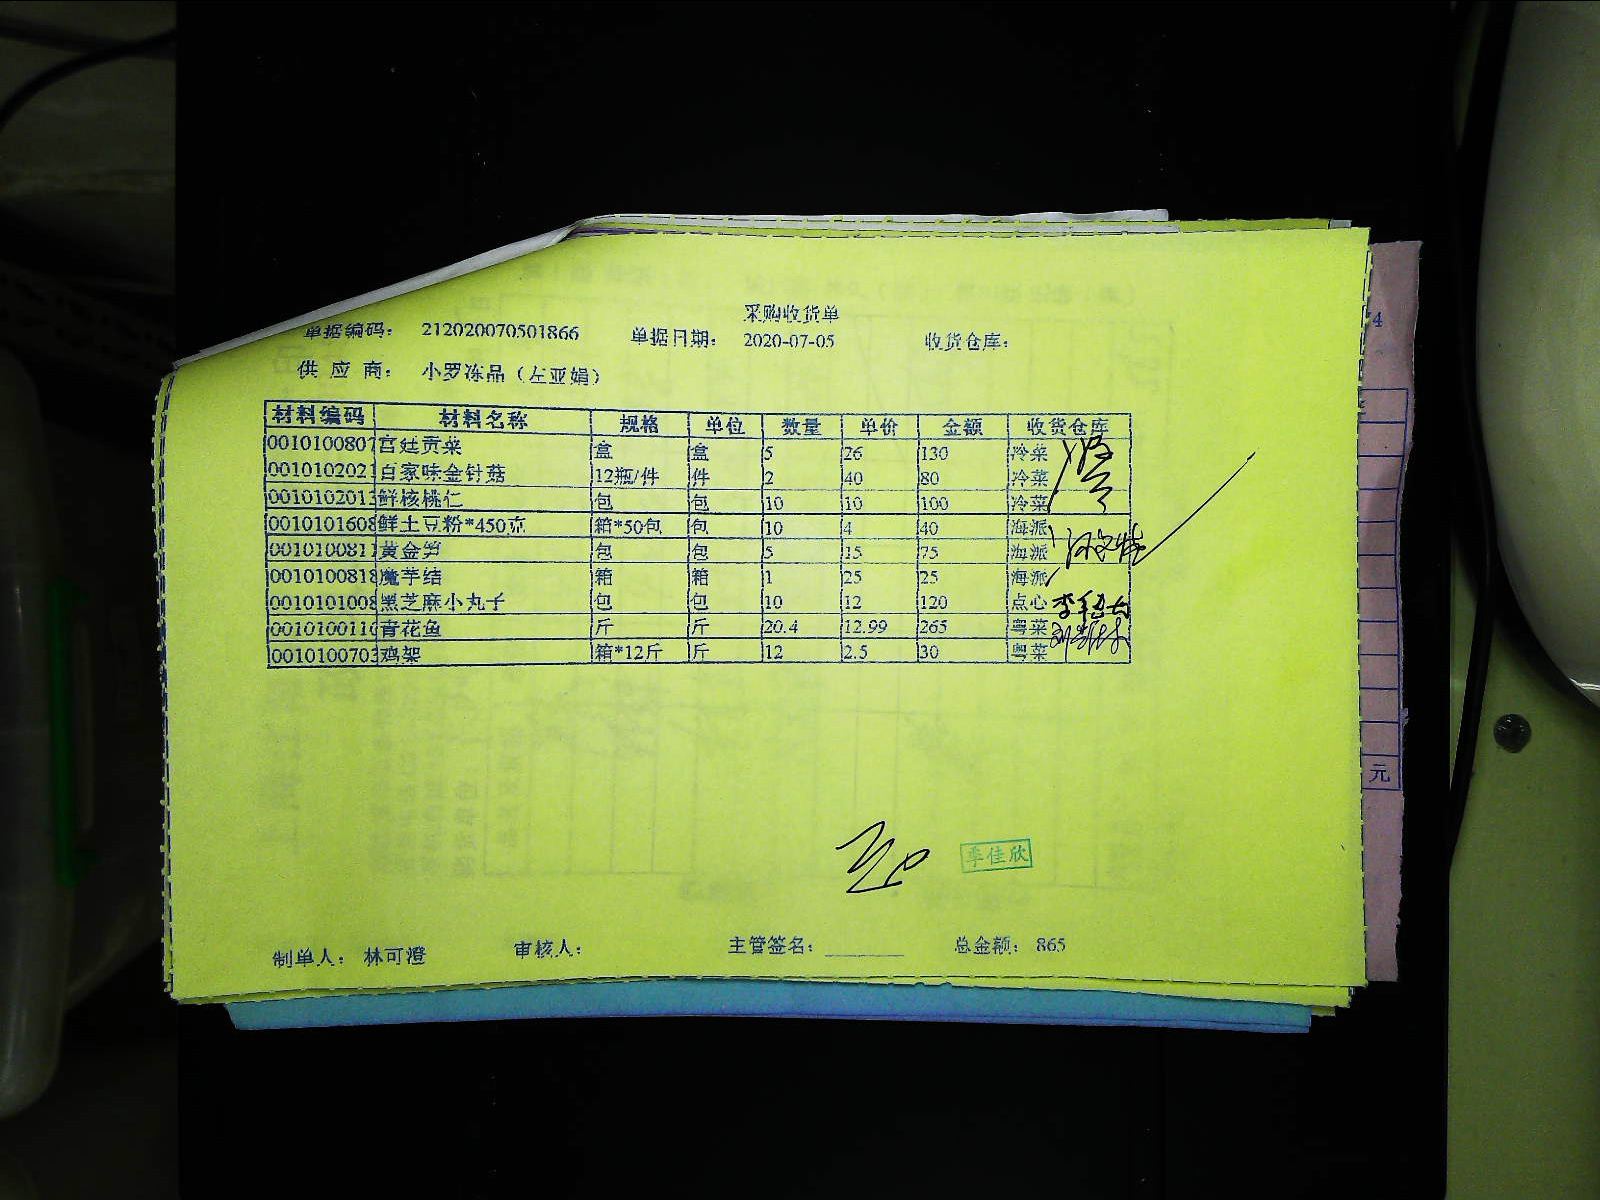 采购收货单
单据编码： 212020070501866 单据日期： 2020-07-05 收货仓库：
供 应 商： 小罗冻品（左亚娟）
材料编码 材料名称 规格 单位 数量 单价 金额 收货仓库
0010100807 宫廷贡菜 盒 盒 5 26 130 冷菜
0010102021 百家味金针菇 12瓶/件 件 2 40 80 冷菜
0010102013 鲜核桃仁 包 包 10 10 100 冷菜
0010101608 鲜土豆粉*450克 箱*50包 包 10 4 40 海派
0010100811 黄金笋 包 包 5 15 75 海派
0010100818 魔芋结 箱 箱 1 25 25 海派
0010101008 黑芝麻小丸子 包 包 10 12 120 点心
0010100110 青花鱼 斤 斤 20.4 12.99 265 粤菜
0010100703 鸡架 箱*12斤 斤 12 2.5 30 粤菜
季佳欣
制单人： 林可澄 审核人： 主管签名： 总金额： 865
74
元